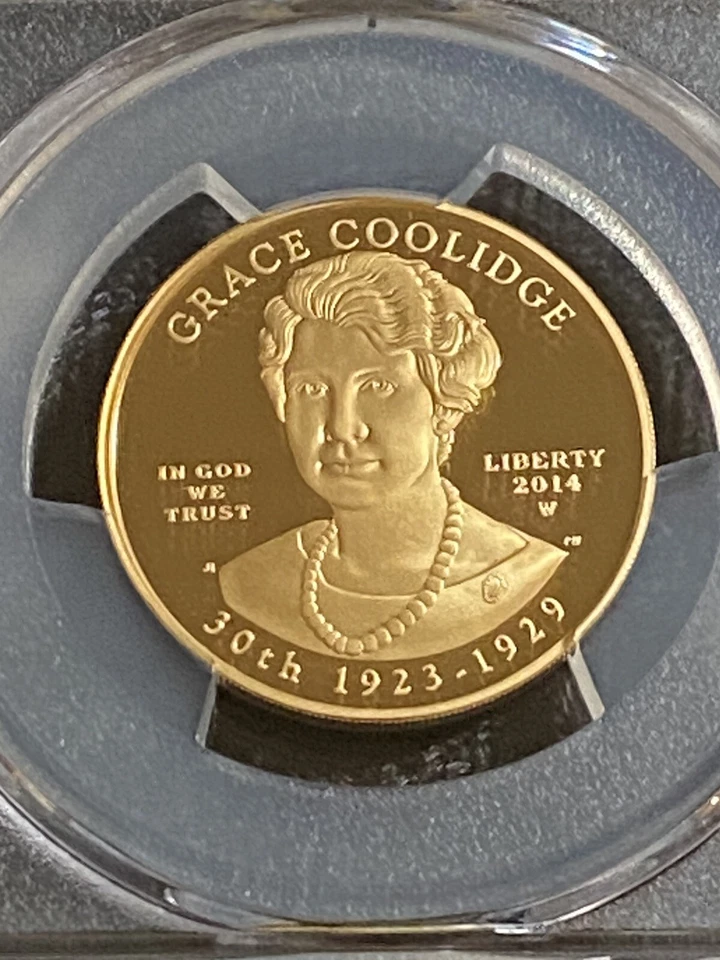 GRACE COOLIDGE
IN GOD
WE
TRUST
LIBERTY
2014
W
30th 1923-1929